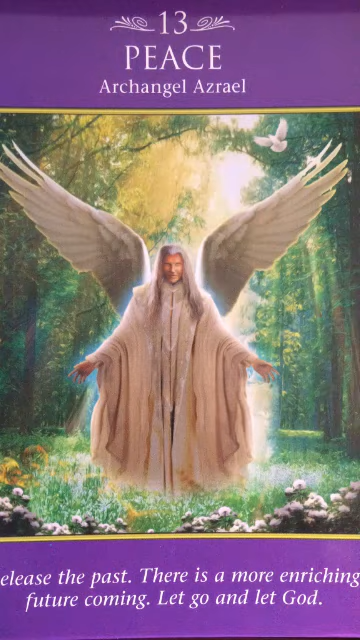 13
PEACE
Archangel Azrael
elease the past. There is a more enriching
future coming. Let go and let God.